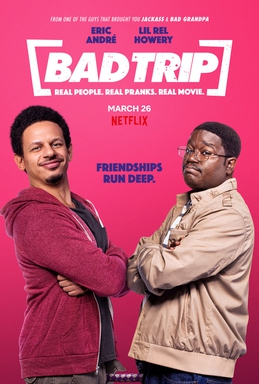 FROM ONE OF THE GUYS THAT BROUGHT YOU JACKASS & BAD GRANDPA
ERIC ANDRÉ
LIL REL HOWERY
BAD TRIP
REAL PEOPLE. REAL PRANKS. REAL MOVIE.
MARCH 26
NETFLIX
FRIENDSHIPS
RUN DEEP.